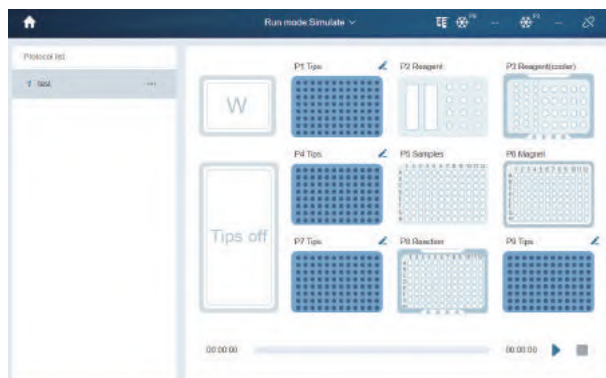 Run mode:Simulate
Protocol list
1 test ...
P1 Tips
P2 Reagent
P3 Reagent(cooler)
W
P4 Tips
P5 Samples
P6 Magnet
Tips off
P7 Tips
P8 Reaction
P9 Tips
00:00:00
00:00:00